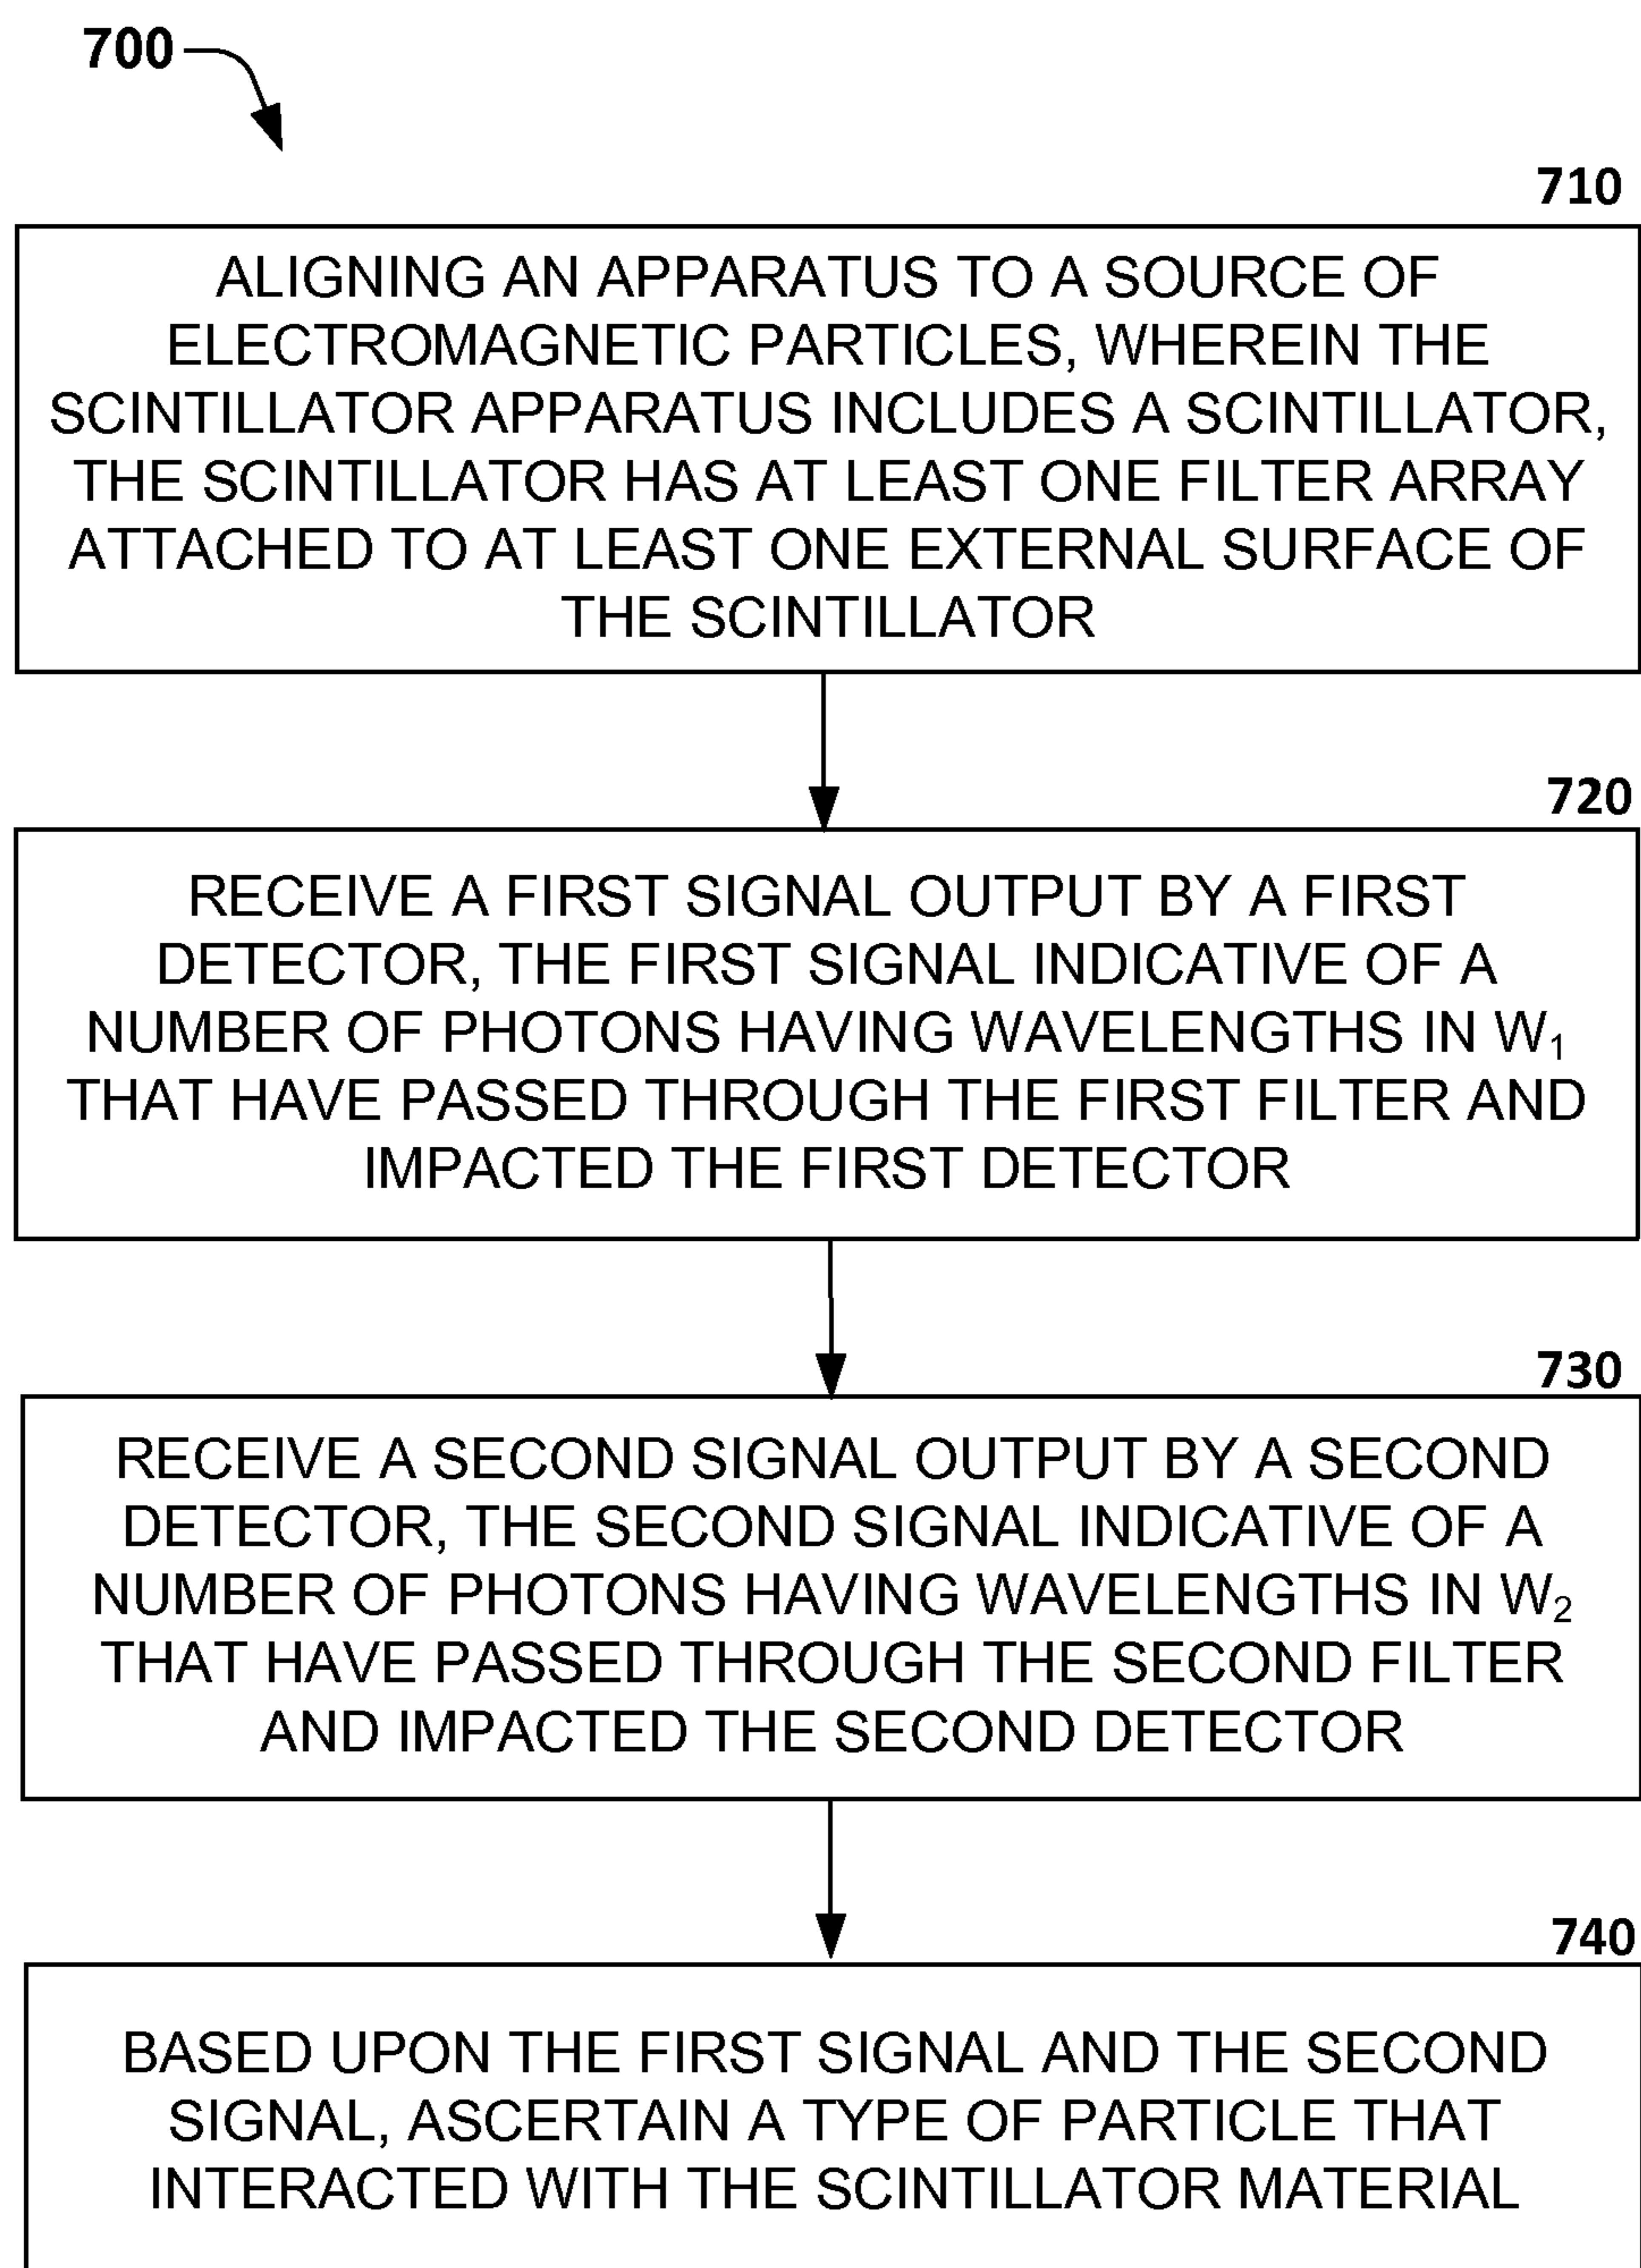 700
710
ALIGNING AN APPARATUS TO A SOURCE OF
ELECTROMAGNETIC PARTICLES, WHEREIN THE
SCINTILLATOR APPARATUS INCLUDES A SCINTILLATOR,
THE SCINTILLATOR HAS AT LEAST ONE FILTER ARRAY
ATTACHED TO AT LEAST ONE EXTERNAL SURFACE OF
THE SCINTILLATOR
720
RECEIVE A FIRST SIGNAL OUTPUT BY A FIRST
DETECTOR, THE FIRST SIGNAL INDICATIVE OF A
NUMBER OF PHOTONS HAVING WAVELENGTHS IN W₁
THAT HAVE PASSED THROUGH THE FIRST FILTER AND
IMPACTED THE FIRST DETECTOR
730
RECEIVE A SECOND SIGNAL OUTPUT BY A SECOND
DETECTOR, THE SECOND SIGNAL INDICATIVE OF A
NUMBER OF PHOTONS HAVING WAVELENGTHS IN W₂
THAT HAVE PASSED THROUGH THE SECOND FILTER
AND IMPACTED THE SECOND DETECTOR
740
BASED UPON THE FIRST SIGNAL AND THE SECOND
SIGNAL, ASCERTAIN A TYPE OF PARTICLE THAT
INTERACTED WITH THE SCINTILLATOR MATERIAL